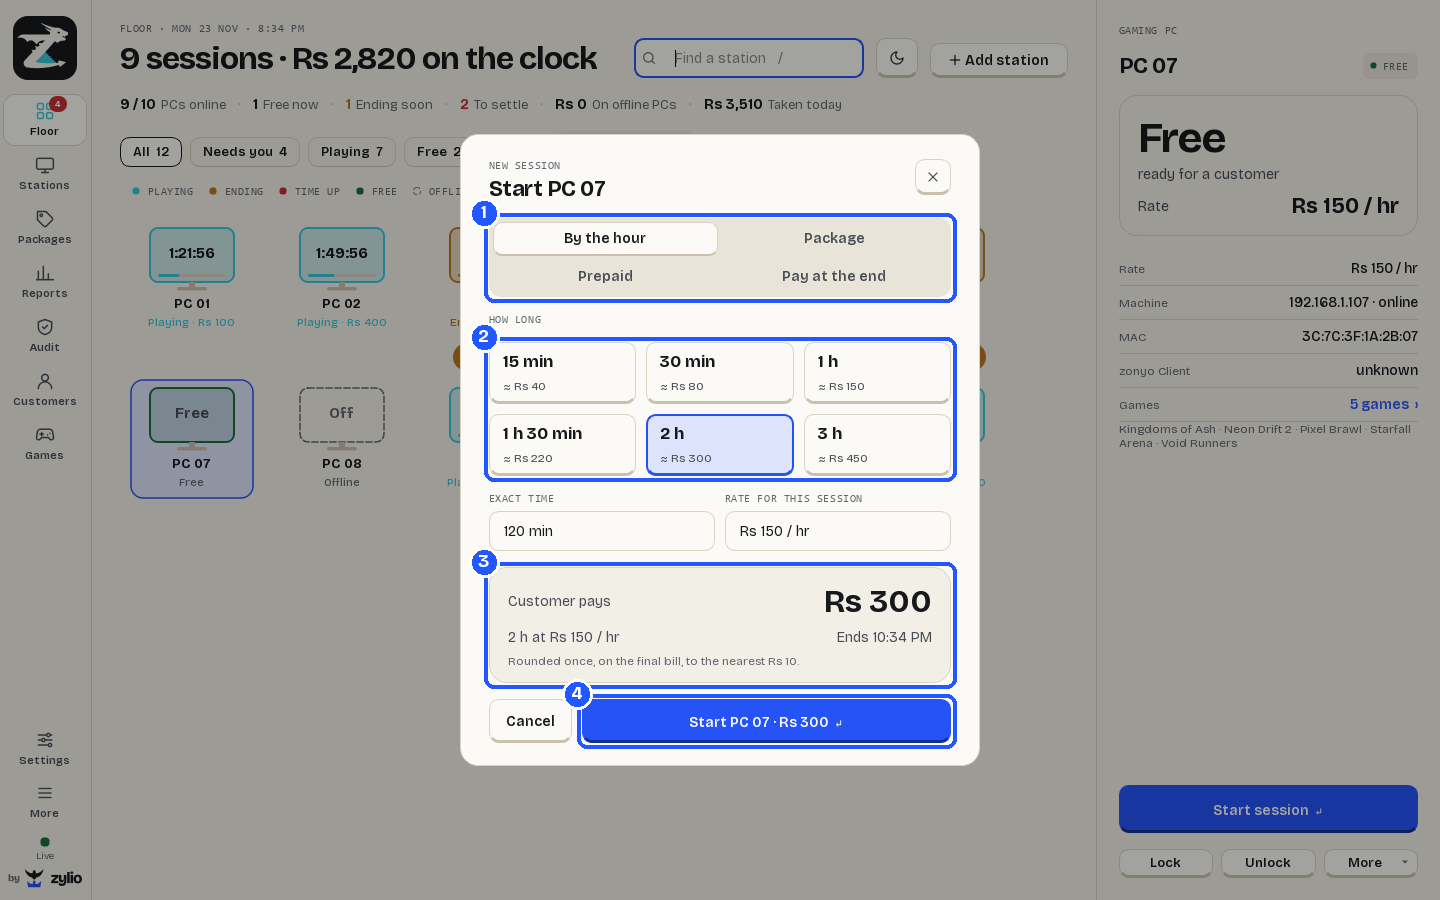 FLOOR · MON 23 NOV · 8:34 PM
9 sessions · Rs 2,820 on the clock
Find a station /
+ Add station
9 / 10 PCs online · 1 Free now · 1 Ending soon · 2 To settle · Rs 0 On offline PCs · Rs 3,510 Taken today
All 12
Needs you 4
Playing 7
Free 2
PLAYING
ENDING
TIME UP
FREE
OFFLI
4
Floor
Stations
Packages
Reports
Audit
Customers
Games
Settings
More
Live
by zylio
1:21:56
PC 01
Playing · Rs 100
1:49:56
PC 02
Playing · Rs 400
Free
PC 07
Free
Off
PC 08
Offline
NEW SESSION
Start PC 07
1
By the hour
Package
Prepaid
Pay at the end
HOW LONG
2
15 min
≈ Rs 40
30 min
≈ Rs 80
1 h
≈ Rs 150
1 h 30 min
≈ Rs 220
2 h
≈ Rs 300
3 h
≈ Rs 450
EXACT TIME
120 min
RATE FOR THIS SESSION
Rs 150 / hr
3
Customer pays
Rs 300
2 h at Rs 150 / hr
Ends 10:34 PM
Rounded once, on the final bill, to the nearest Rs 10.
4
Cancel
Start PC 07 · Rs 300
GAMING PC
PC 07
FREE
Free
ready for a customer
Rate
Rs 150 / hr
Rate
Rs 150 / hr
Machine
192.168.1.107 · online
MAC
3C:7C:3F:1A:2B:07
zonyo Client
unknown
Games
5 games ›
Kingdoms of Ash · Neon Drift 2 · Pixel Brawl · Starfall
Arena · Void Runners
Start session
Lock
Unlock
More